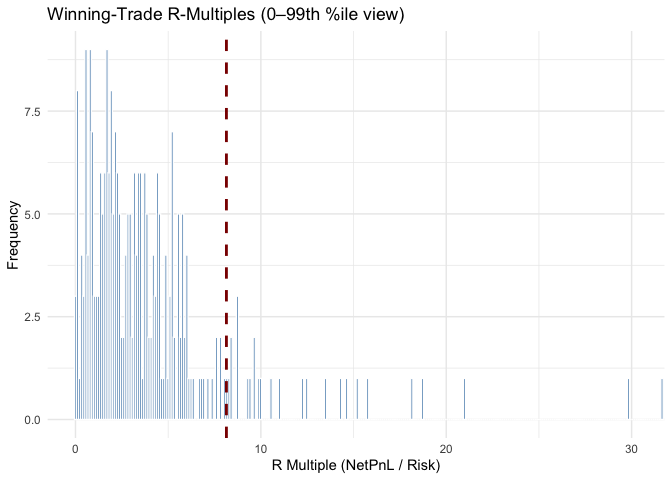 Winning-Trade R-Multiples (0–99th %ile view)
Frequency
7.5
5.0
2.5
0.0
0
10
20
30
R Multiple (NetPnL / Risk)